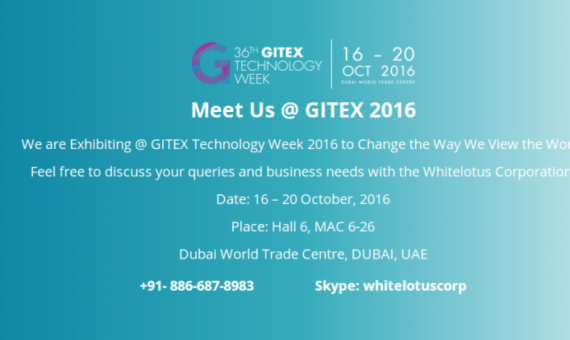 36TH GITEX
TECHNOLOGY
WEEK
16 – 20
OCT 2016
DUBAI WORLD TRADE CENTRE
Meet Us @ GITEX 2016
We are Exhibiting @ GITEX Technology Week 2016 to Change the Way We View the Wor
Feel free to discuss your queries and business needs with the Whitelotus Corporation
Date: 16 – 20 October, 2016
Place: Hall 6, MAC 6-26
Dubai World Trade Centre, DUBAI, UAE
+91- 886-687-8983 Skype: whitelotuscorp